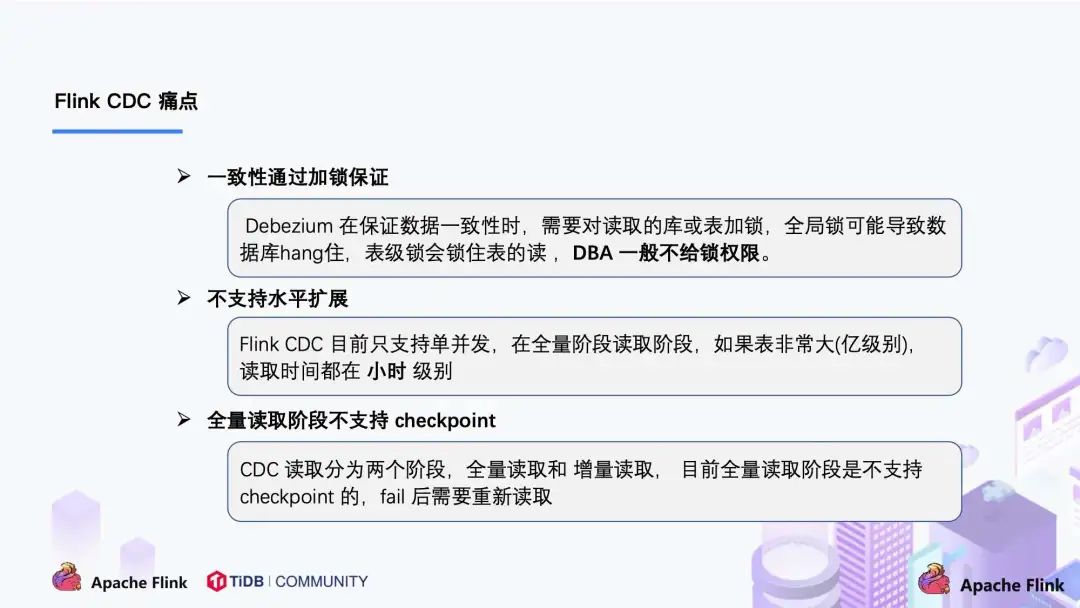 Flink CDC 痛点
➢ 一致性通过加锁保证
Debezium 在保证数据一致性时，需要对读取的库或表加锁，全局锁可能导致数
据库hang住，表级锁会锁住表的读 ，DBA 一般不给锁权限。
➢ 不支持水平扩展
Flink CDC 目前只支持单并发，在全量阶段读取阶段，如果表非常大(亿级别)，
读取时间都在 小时 级别
➢ 全量读取阶段不支持 checkpoint
CDC 读取分为两个阶段，全量读取和 增量读取， 目前全量读取阶段是不支持
checkpoint 的，fail 后需要重新读取
Apache Flink TiDB | COMMUNITY
Apache Flink